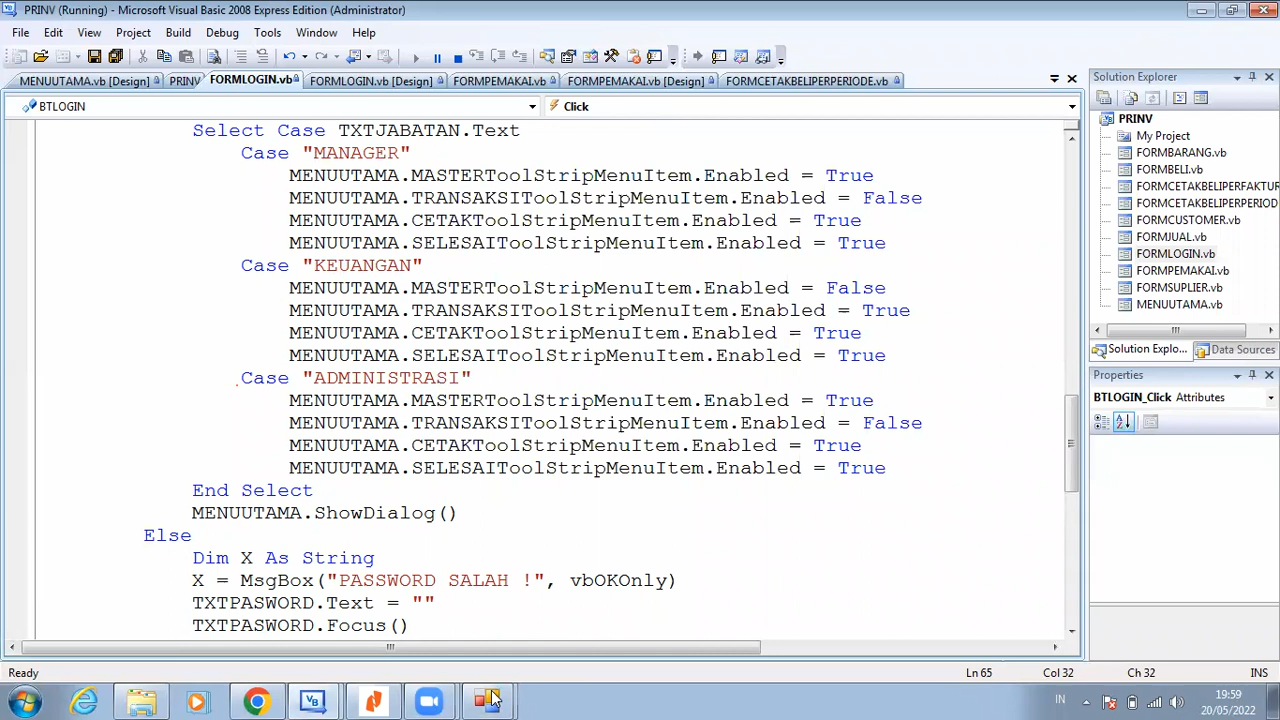 PRINV (Running) - Microsoft Visual Basic 2008 Express Edition (Administrator)
File Edit View Project Build Debug Tools Window Help
MENUUTAMA.vb [Design] PRINV FORMLOGIN.vb FORMLOGIN.vb [Design] FORMPEMAKAI.vb FORMPEMAKAI.vb [Design] FORMCETAKBELIPERPERIODE.vb
BTLOGIN Click
Select Case TXTJABATAN.Text
Case "MANAGER"
MENUUTAMA.MASTERToolStripMenuItem.Enabled = True
MENUUTAMA.TRANSAKSIToolStripMenuItem.Enabled = False
MENUUTAMA.CETAKToolStripMenuItem.Enabled = True
MENUUTAMA.SELESAIToolStripMenuItem.Enabled = True
Case "KEUANGAN"
MENUUTAMA.MASTERToolStripMenuItem.Enabled = False
MENUUTAMA.TRANSAKSIToolStripMenuItem.Enabled = True
MENUUTAMA.CETAKToolStripMenuItem.Enabled = True
MENUUTAMA.SELESAIToolStripMenuItem.Enabled = True
Case "ADMINISTRASI"
MENUUTAMA.MASTERToolStripMenuItem.Enabled = True
MENUUTAMA.TRANSAKSIToolStripMenuItem.Enabled = False
MENUUTAMA.CETAKToolStripMenuItem.Enabled = True
MENUUTAMA.SELESAIToolStripMenuItem.Enabled = True
End Select
MENUUTAMA.ShowDialog()
Else
Dim X As String
X = MsgBox("PASSWORD SALAH !", vbOKOnly)
TXTPASWORD.Text = ""
TXTPASWORD.Focus()
Solution Explorer
PRINV
My Project
FORMBARANG.vb
FORMBELI.vb
FORMCETAKBELIPERFAKTUR
FORMCETAKBELIPERPERIOD
FORMCUSTOMER.vb
FORMJUAL.vb
FORMLOGIN.vb
FORMPEMAKAI.vb
FORMSUPLIER.vb
MENUUTAMA.vb
Solution Explo... Data Sources
Properties
BTLOGIN_Click Attributes
Ready Ln 65 Col 32 Ch 32 INS
IN 19:59
20/05/2022